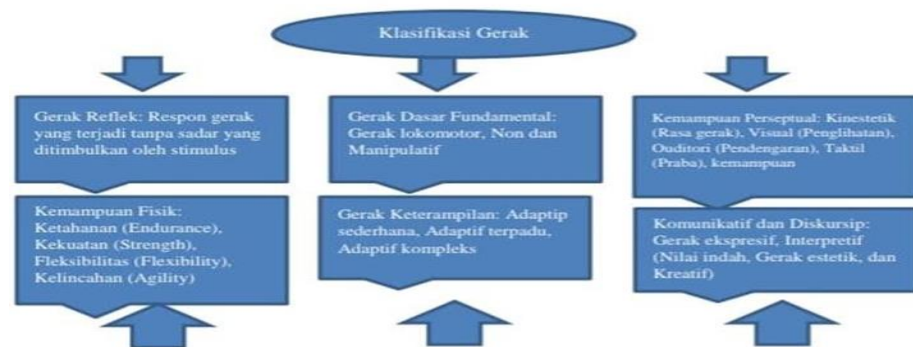 Klasifikasi Gerak
Gerak Reflek: Respon gerak
yang terjadi tanpa sadar yang
ditimbulkan oleh stimulus
Gerak Dasar Fundamental:
Gerak lokomotor, Non dan
Manipulatif
Kemampuan Perseptual: Kinestetik
(Rasa gerak), Visual (Penglihatan),
Ouditori (Pendengaran), Taktil
(Praba), kemampuan
Kemampuan Fisik:
Ketahanan (Endurance),
Kekuatan (Strength),
Fleksibilitas (Flexibility),
Kelincahan (Agility)
Gerak Keterampilan: Adaptip
sederhana, Adaptif terpadu,
Adaptif kompleks
Komunikatif dan Diskursip:
Gerak ekspresif, Interpretif
(Nilai indah, Gerak estetik, dan
Kreatif)